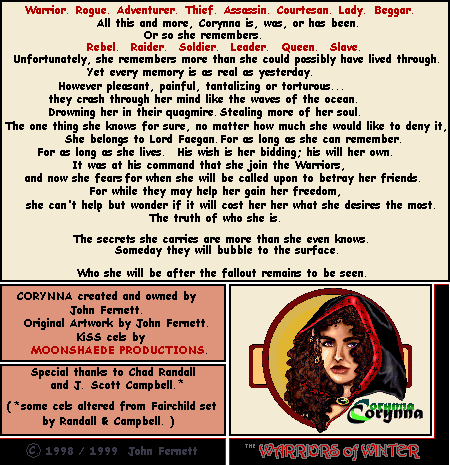 Warrior. Rogue. Adventurer. Thief. Assassin. Courtesan. Lady. Beggar.
All this and more, Corynna is, was, or has been.
Or so she remembers.
Rebel. Raider. Soldier. Leader. Queen. Slave.
Unfortunately, she remembers more than she could possibly have lived through.
Yet every memory is as real as yesterday.
However pleasant, painful, tantalizing or torturous...
they crash through her mind like the waves of the ocean.
Drowning her in their quagmire. Stealing more of her soul.
The one thing she knows for sure, no matter how much she would like to deny it,
She belongs to Lord Faegan. For as long as she can remember.
For as long as she lives. His wish is her bidding; his will her own.
It was at his command that she join the Warriors,
and now she fears for when she will be called upon to betray her friends.
For while they may help her gain her freedom,
she can't help but wonder if it will cost her her what she desires the most.
The truth of who she is.
The secrets she carries are more than she even knows.
Someday they will bubble to the surface.
Who she will be after the fallout remains to be seen.
CORYNNA created and owned by
John Fernett.
Original Artwork by John Fernett.
KiSS cels by
MOONSHAEDE PRODUCTIONS.
Special thanks to Chad Randall
and J. Scott Campbell.*
(*some cels altered from Fairchild set
by Randall & Campbell. )
Corynna
Corynna
© 1998 / 1999 John Fernett
THE WARRIORS of WINTER